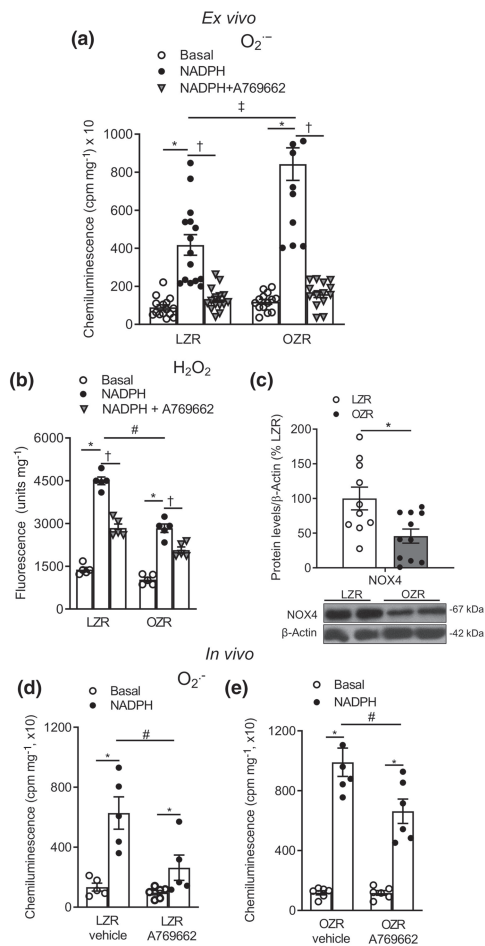 Ex vivo
(a)
O2·−
Basal
NADPH
NADPH+A769662
‡
* † * †
Chemiluminescence (cpm mg-1) x 10
1000
800
600
400
200
0
LZR OZR
(b)
H2O2
Basal
NADPH
NADPH + A769662
#
* † * †
Fluorescence (units mg-1)
6000
4500
3000
1500
0
LZR OZR
(c)
LZR
OZR
*
Protein levels/β-Actin (% LZR)
200
150
100
50
0
NOX4
LZR OZR
NOX4 -67 kDa
β-Actin -42 kDa
In vivo
(d)
O2·-
Basal
NADPH
#
* *
Chemiluminescence (cpm mg-1, x10)
1200
900
600
400
0
LZR LZR
vehicle A769662
(e)
Basal
NADPH
#
* *
Chemiluminescence (cpm mg-1, x10)
1200
800
400
0
OZR OZR
vehicle A769662